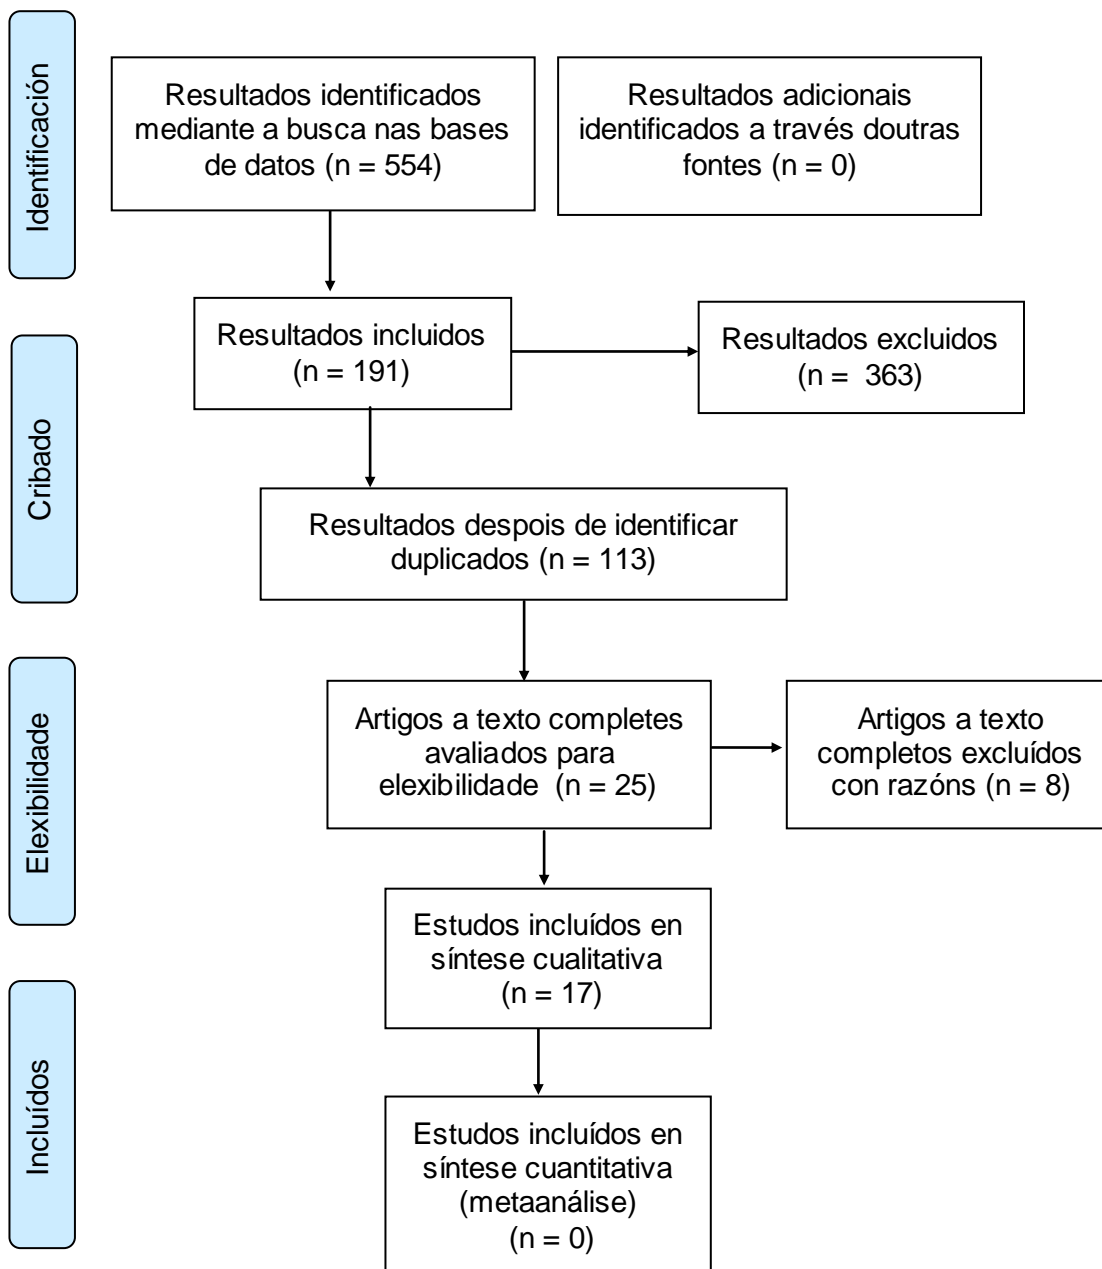 Identificación
Resultados identificados
mediante a busca nas bases
de datos (n = 554)
Resultados adicionais
identificados a través doutras
fontes (n = 0)
Resultados incluidos
(n = 191)
Resultados excluidos
(n =  363)
Cribado
Resultados despois de identificar
duplicados (n = 113)
Elexibilidade
Artigos a texto completes
avaliados para
elexibilidade  (n = 25)
Artigos a texto
completos excluídos
con razóns (n = 8)
Estudos incluídos en
síntese cualitativa
(n = 17)
Incluídos
Estudos incluídos en
síntese cuantitativa
(metaanálise)
(n = 0)